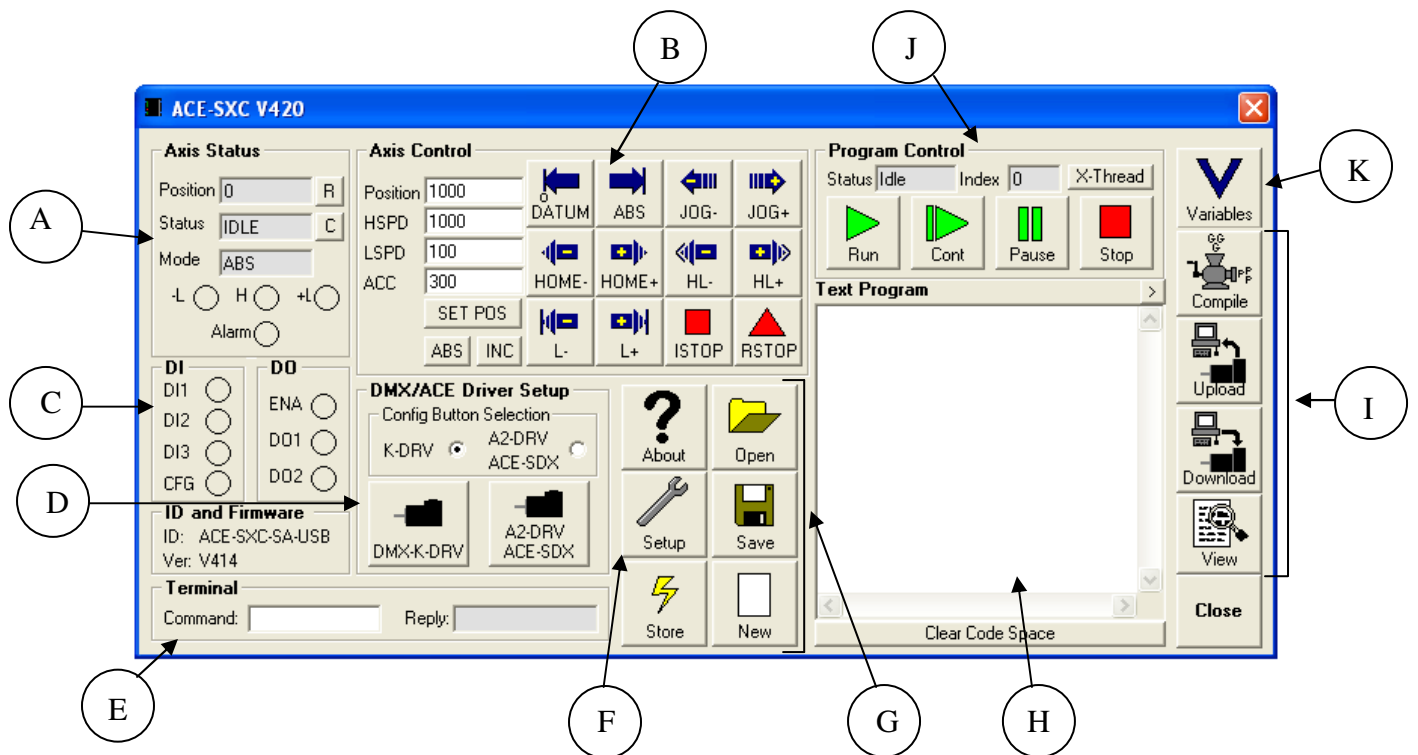 B
J
ACE-SXC V420
K
A
Axis Status
Position 0 R
Status IDLE C
Mode ABS
-L H +L
Alarm
Axis Control
Position 1000
HSPD 1000
LSPD 100
ACC 300
SET POS
ABS INC
DATUM ABS JOG- JOG+
HOME- HOME+ HL- HL+
L- L+ ISTOP RSTOP
Program Control
Status Idle Index 0 X-Thread
Run Cont Pause Stop
Text Program >
Clear Code Space
Variables
Compile
Upload
Download
View
Close
C
I
DI
DI1
DI2
DI3
CFG
DO
ENA
DO1
DO2
D
DMX/ACE Driver Setup
Config Button Selection
K-DRV
A2-DRV
ACE-SDX
DMX-K-DRV
A2-DRV
ACE-SDX
About Open
Setup Save
Store New
ID and Firmware
ID: ACE-SXC-SA-USB
Ver: V414
Terminal
Command: Reply:
E
F
G
H